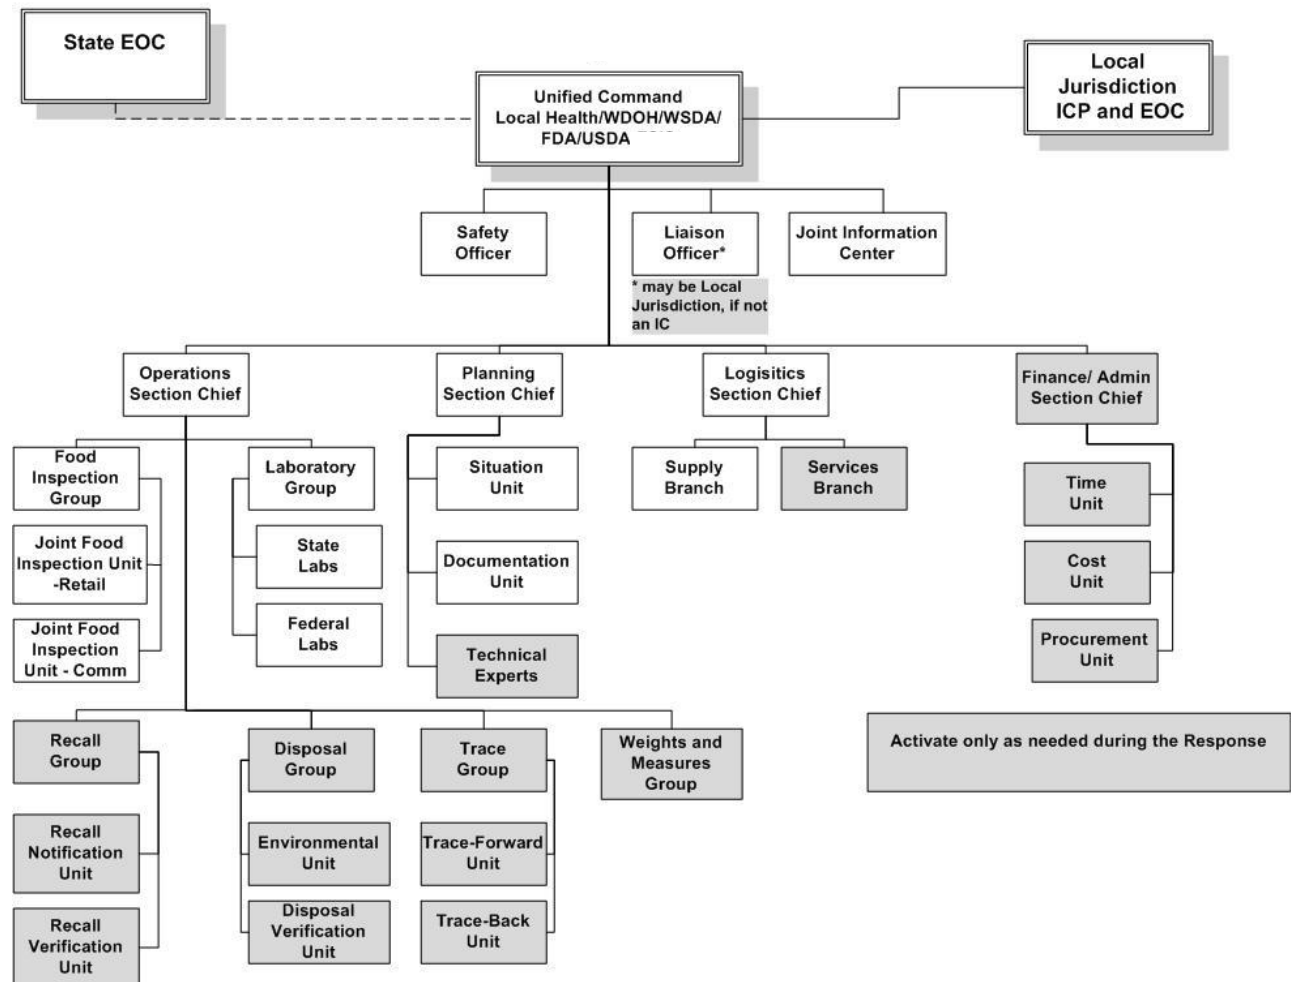 State EOC
Local
Jurisdiction
ICP and EOC
Unified Command
Local Health/WDOH/WSDA/
FDA/USDA
Safety
Officer
Liaison
Officer*
Joint Information
Center
* may be Local
Jurisdiction, if not
an IC
Operations
Section Chief
Planning
Section Chief
Logisitics
Section Chief
Finance/ Admin
Section Chief
Food
Inspection
Group
Laboratory
Group
Situation
Unit
Supply
Branch
Services
Branch
Time
Unit
Joint Food
Inspection Unit
-Retail
State
Labs
Documentation
Unit
Cost
Unit
Joint Food
Inspection
Unit - Comm
Federal
Labs
Technical
Experts
Procurement
Unit
Recall
Group
Disposal
Group
Trace
Group
Weights and
Measures
Group
Activate only as needed during the Response
Recall
Notification
Unit
Environmental
Unit
Trace-Forward
Unit
Recall
Verification
Unit
Disposal
Verification
Unit
Trace-Back
Unit